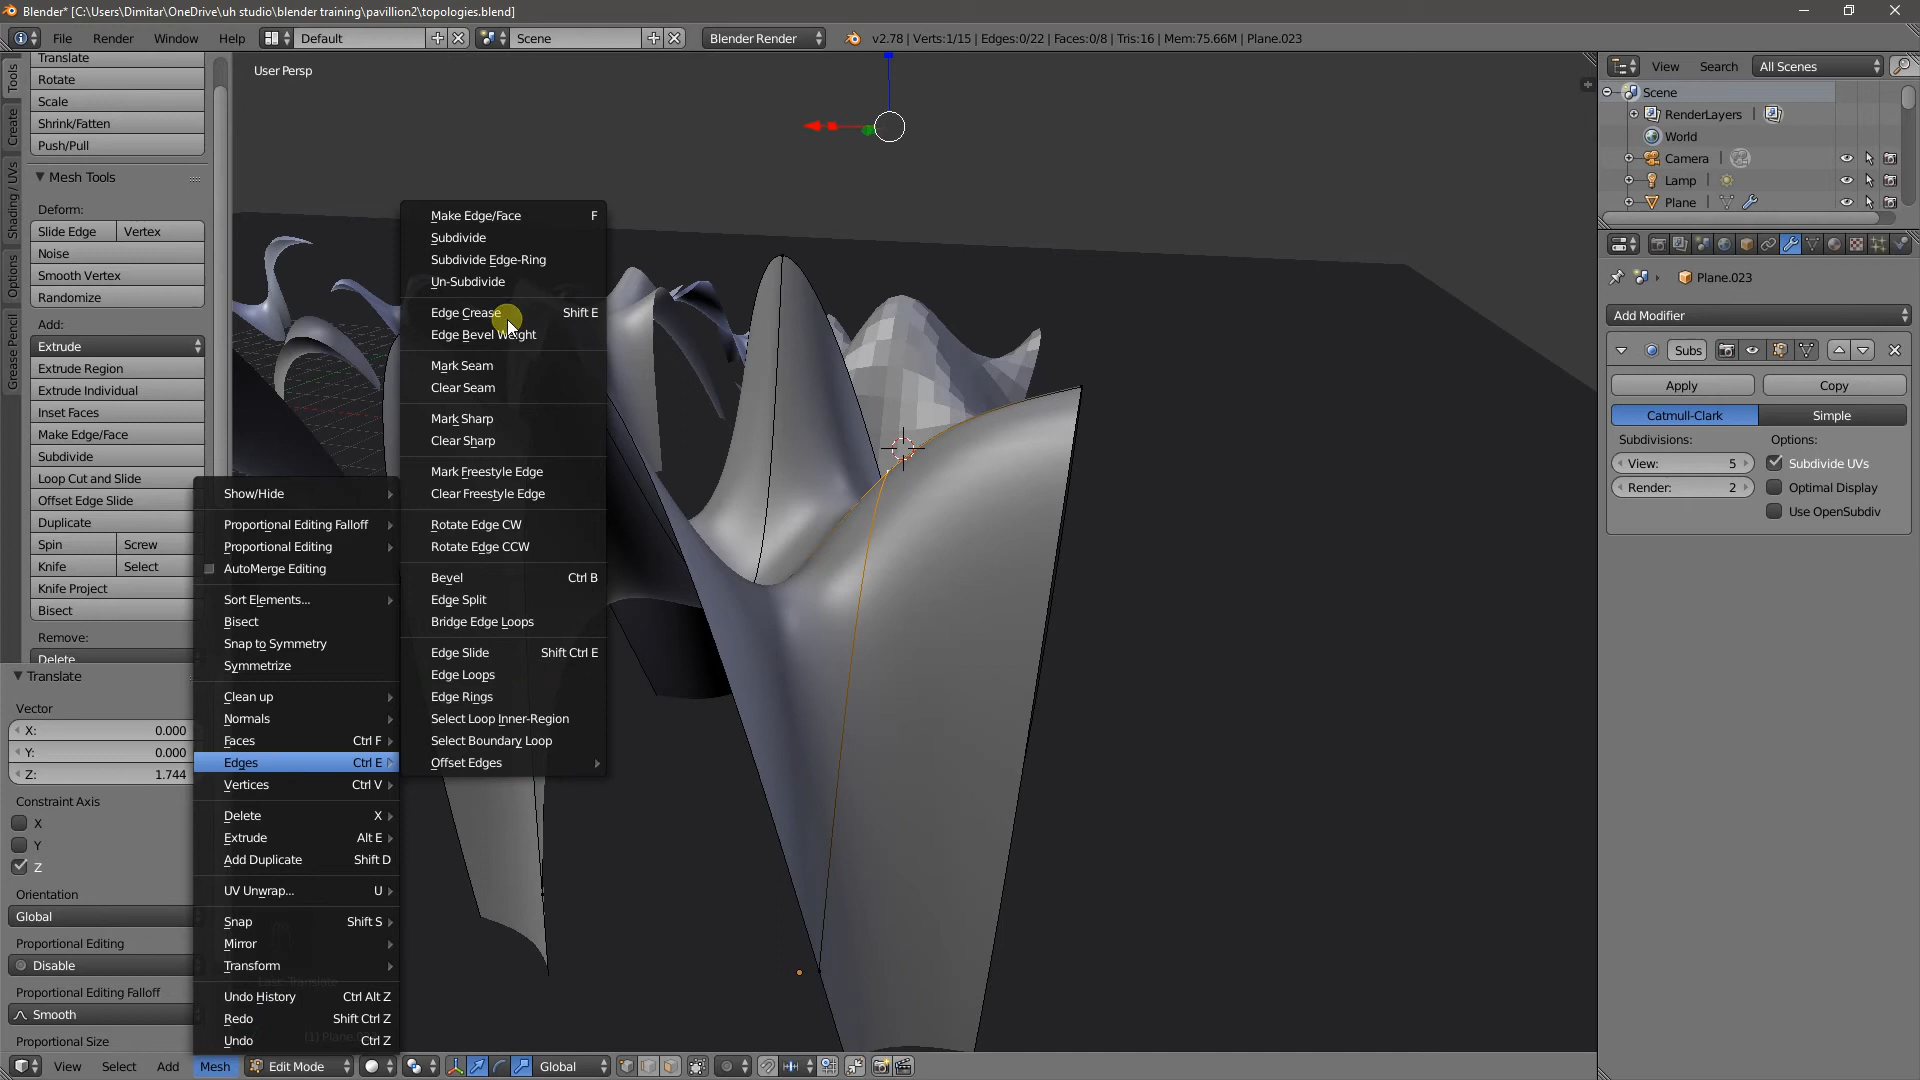 Blender* [C:\Users\Dimitar\OneDrive\uh studio\blender training\pavillion2\topologies.blend]
File Render Window Help Default Scene Blender Render v2.78 | Verts:1/15 | Edges:0/22 | Faces:0/8 | Tris:16 | Mem:75.66M | Plane.023
Tools
Create
Shading / UVs
Options
Grease Pencil
Translate
Rotate
Scale
Shrink/Fatten
Push/Pull
Mesh Tools
Deform:
Slide Edge Vertex
Noise
Smooth Vertex
Randomize
Add:
Extrude
Extrude Region
Extrude Individual
Inset Faces
Make Edge/Face
Subdivide
Loop Cut and Slide
Offset Edge Slide
Duplicate
Spin Screw
Knife Select
Knife Project
Bisect
Remove:
Delete
Translate
Vector
X: 0.000
Y: 0.000
Z: 1.744
Constraint Axis
X
Y
Z
Orientation
Global
Proportional Editing
Disable
Proportional Editing Falloff
Smooth
Proportional Size
User Persp
Show/Hide
Proportional Editing Falloff
Proportional Editing
AutoMerge Editing
Sort Elements...
Bisect
Snap to Symmetry
Symmetrize
Clean up
Normals
Faces Ctrl F
Edges Ctrl E
Vertices Ctrl V
Delete X
Extrude Alt E
Add Duplicate Shift D
UV Unwrap... U
Snap Shift S
Mirror
Transform
Undo History Ctrl Alt Z
Redo Shift Ctrl Z
Undo Ctrl Z
Make Edge/Face F
Subdivide
Subdivide Edge-Ring
Un-Subdivide
Edge Crease Shift E
Edge Bevel Weight
Mark Seam
Clear Seam
Mark Sharp
Clear Sharp
Mark Freestyle Edge
Clear Freestyle Edge
Rotate Edge CW
Rotate Edge CCW
Bevel Ctrl B
Edge Split
Bridge Edge Loops
Edge Slide Shift Ctrl E
Edge Loops
Edge Rings
Select Loop Inner-Region
Select Boundary Loop
Offset Edges
View Select Add Mesh Edit Mode Global
View Search All Scenes
Scene
RenderLayers
World
Camera
Lamp
Plane
Plane.023
Add Modifier
Subs
Apply Copy
Catmull-Clark Simple
Subdivisions: Options:
View: 5 Subdivide UVs
Render: 2 Optimal Display
Use OpenSubdiv